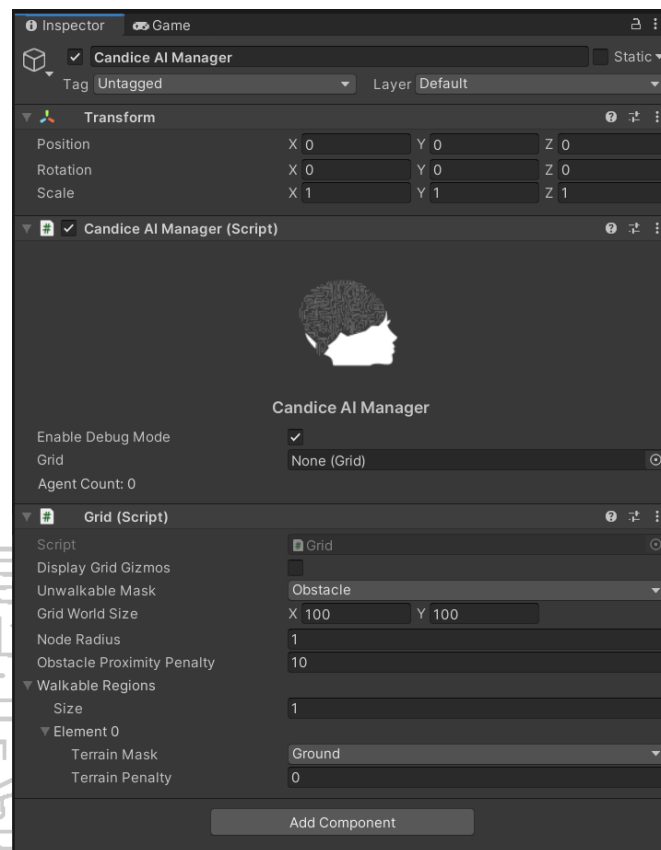 Inspector Game
Candice AI Manager Static
Tag Untagged Layer Default
Transform
Position X 0 Y 0 Z 0
Rotation X 0 Y 0 Z 0
Scale X 1 Y 1 Z 1
# Candice AI Manager (Script)
Candice AI Manager
Enable Debug Mode
Grid None (Grid)
Agent Count: 0
# Grid (Script)
Script Grid
Display Grid Gizmos
Unwalkable Mask Obstacle
Grid World Size X 100 Y 100
Node Radius 1
Obstacle Proximity Penalty 10
Walkable Regions
Size 1
Element 0
Terrain Mask Ground
Terrain Penalty 0
Add Component